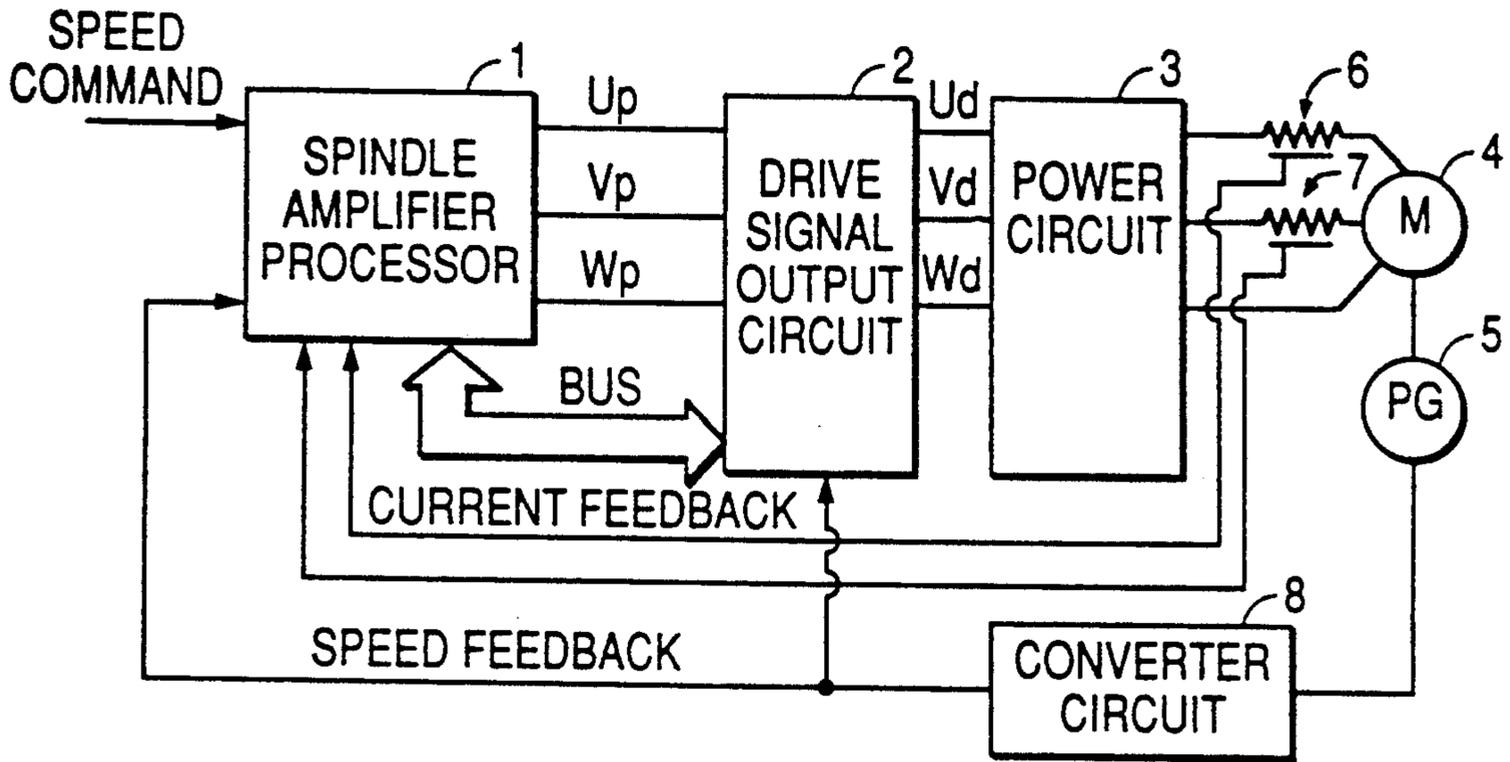 SPEED
COMMAND
1
SPINDLE
AMPLIFIER
PROCESSOR
Up
Vp
Wp
2
DRIVE
SIGNAL
OUTPUT
CIRCUIT
Ud
Vd
Wd
3
POWER
CIRCUIT
6
7
4
M
5
PG
BUS
CURRENT FEEDBACK
SPEED FEEDBACK
8
CONVERTER
CIRCUIT